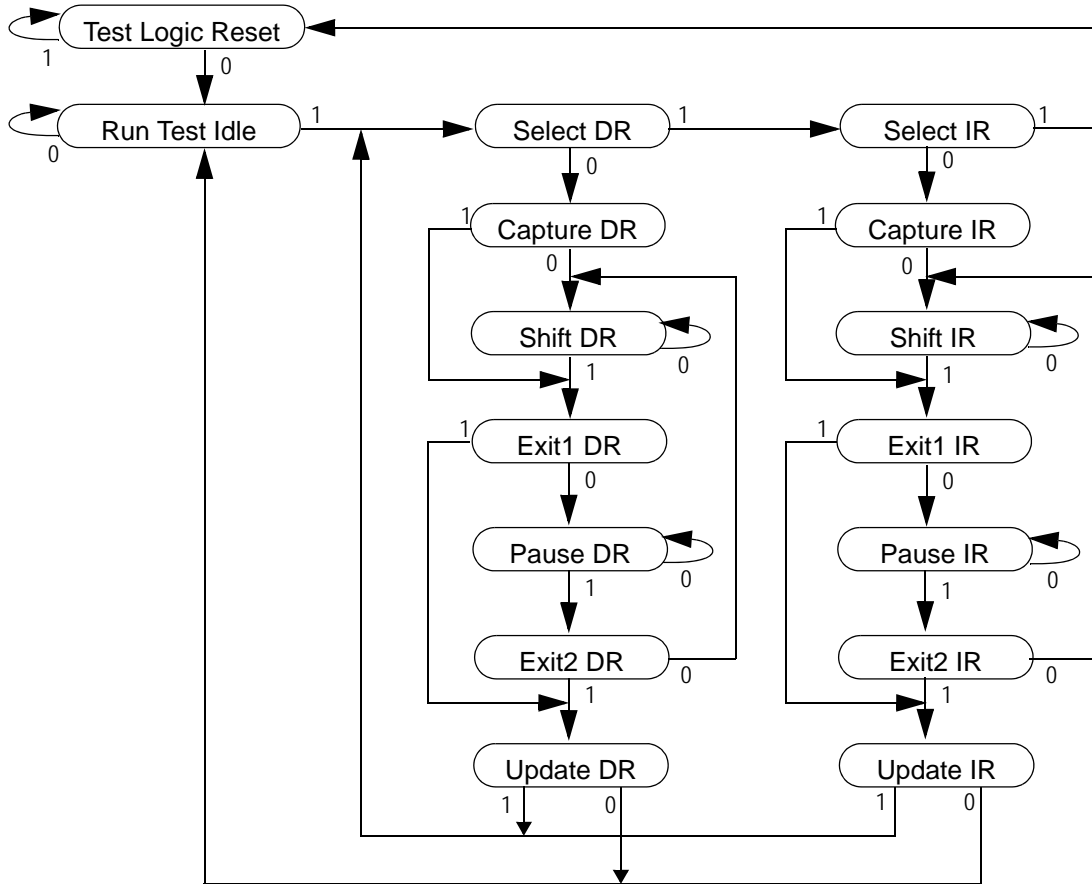 Test Logic Reset
1
0
Run Test Idle
1
Select DR
1
Select IR
1
0
0
0
1
Capture DR
1
Capture IR
0
0
Shift DR
Shift IR
0
0
1
1
1
Exit1 DR
1
Exit1 IR
0
0
Pause DR
Pause IR
0
0
1
1
Exit2 DR
Exit2 IR
0
0
1
1
Update DR
Update IR
1
0
1
0